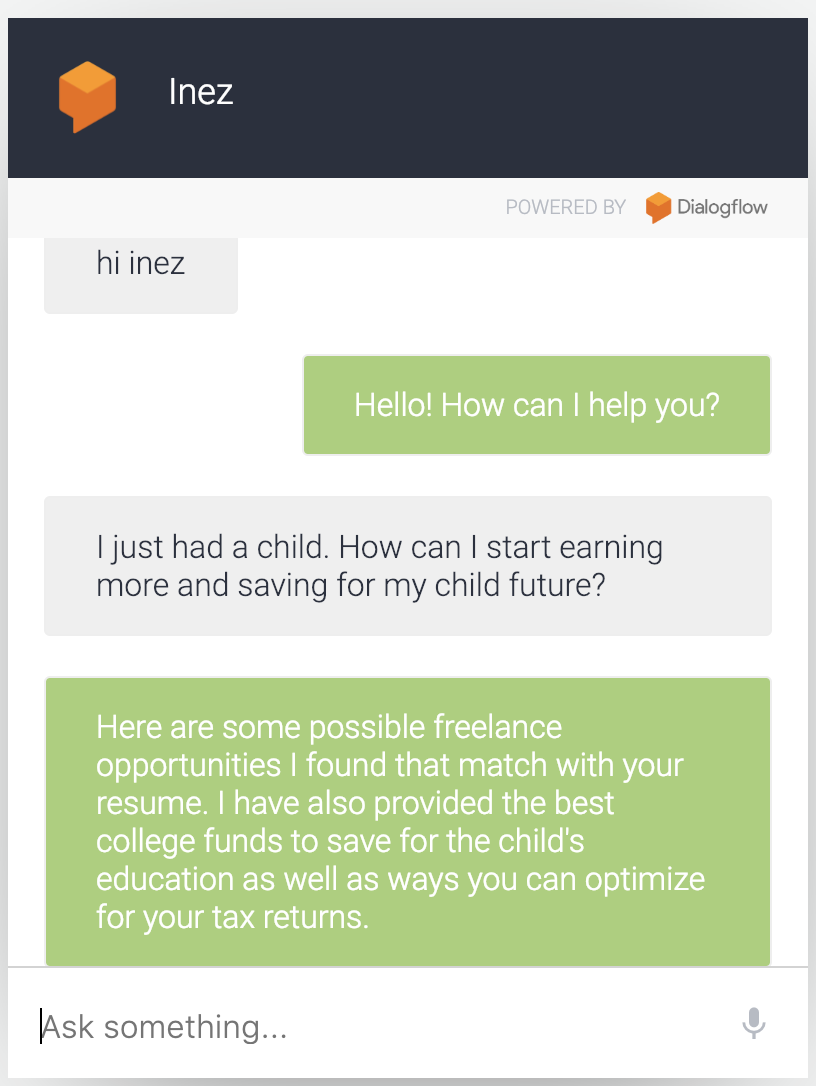 Inez
POWERED BY Dialogflow
hi inez
Hello! How can I help you?
I just had a child. How can I start earning
more and saving for my child future?
Here are some possible freelance
opportunities I found that match with your
resume. I have also provided the best
college funds to save for the child's
education as well as ways you can optimize
for your tax returns.
Ask something...